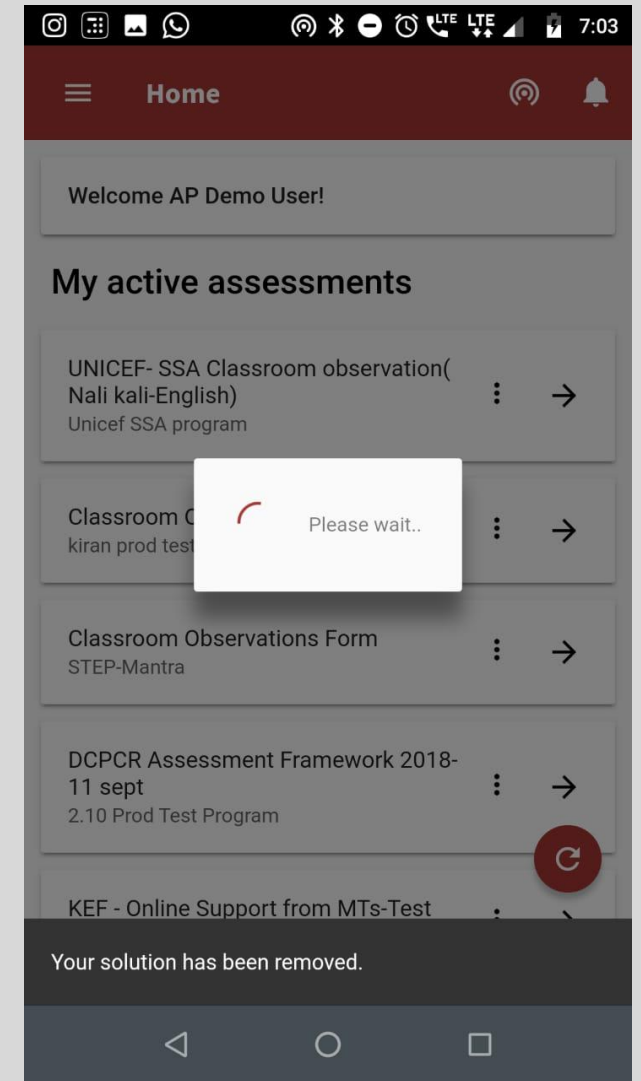 LTE LTE 7:03
Home
Welcome AP Demo User!
My active assessments
UNICEF- SSA Classroom observation(
Nali kali-English)
Unicef SSA program
Classroom
kiran prod test
Please wait..
Classroom Observations Form
STEP-Mantra
DCPCR Assessment Framework 2018-
11 sept
2.10 Prod Test Program
KEF - Online Support from MTs-Test
Your solution has been removed.